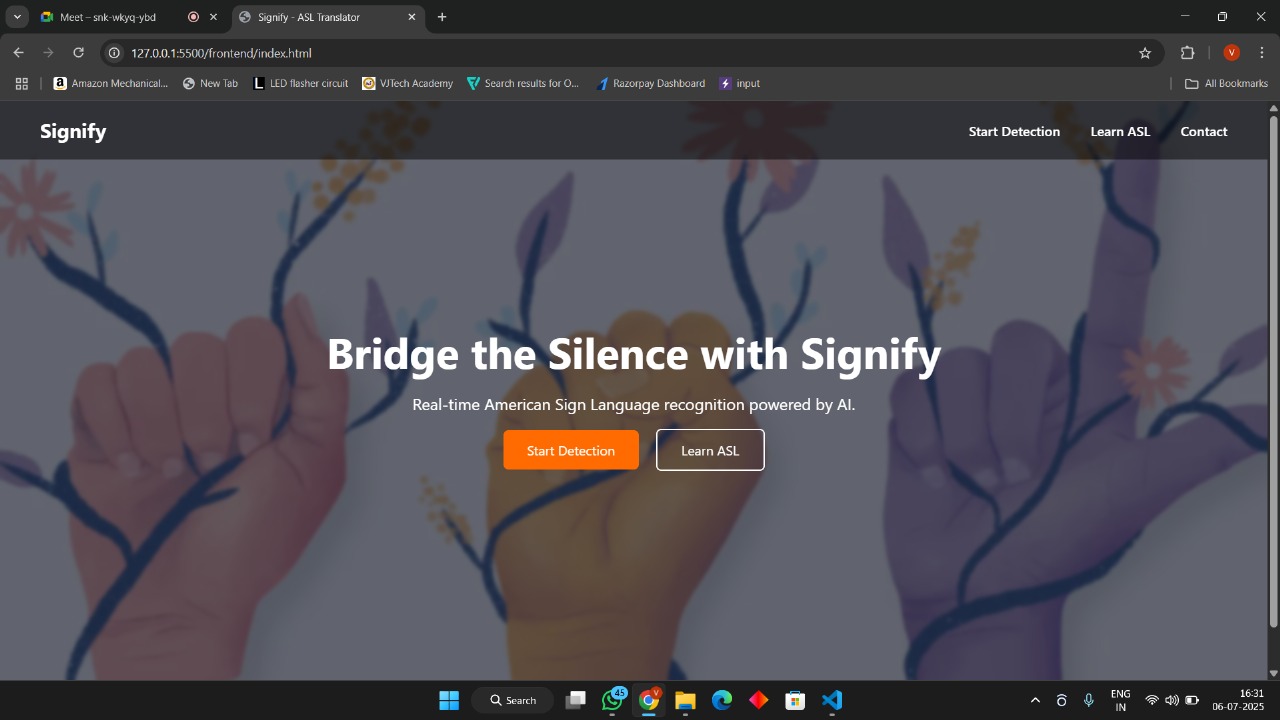 Meet – snk-wkyq-ybd
Signify - ASL Translator
127.0.0.1:5500/frontend/index.html
V
Amazon Mechanical...
New Tab
LED flasher circuit
VJTech Academy
Search results for O...
Razorpay Dashboard
input
All Bookmarks
Signify
Start Detection
Learn ASL
Contact
Bridge the Silence with Signify
Real-time American Sign Language recognition powered by AI.
Start Detection
Learn ASL
Search
45
V
ENG
IN
16:31
06-07-2025